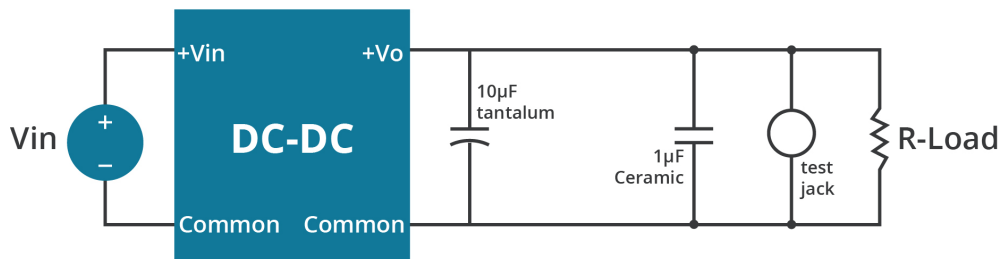 +Vin
+Vo
10µF
tantalum
Vin
+
−
DC-DC
1µF
Ceramic
test
jack
R-Load
Common
Common